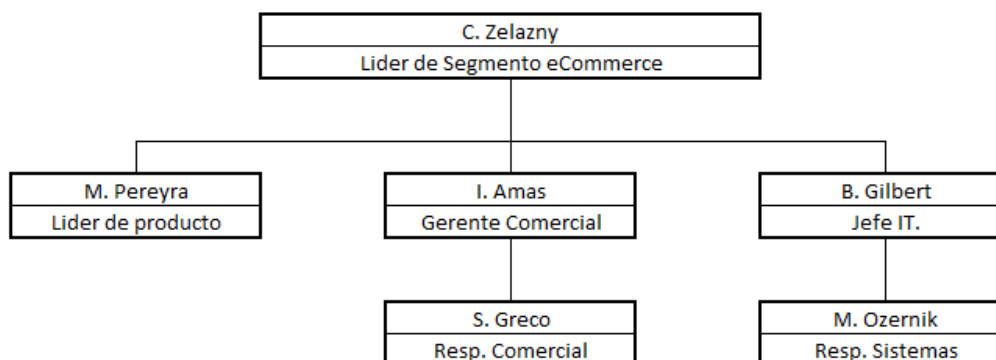 C. Zelazny
Lider de Segmento eCommerce
M. Pereyra
Lider de producto
I. Amas
Gerente Comercial
B. Gilbert
Jefe IT.
S. Greco
Resp. Comercial
M. Ozernik
Resp. Sistemas